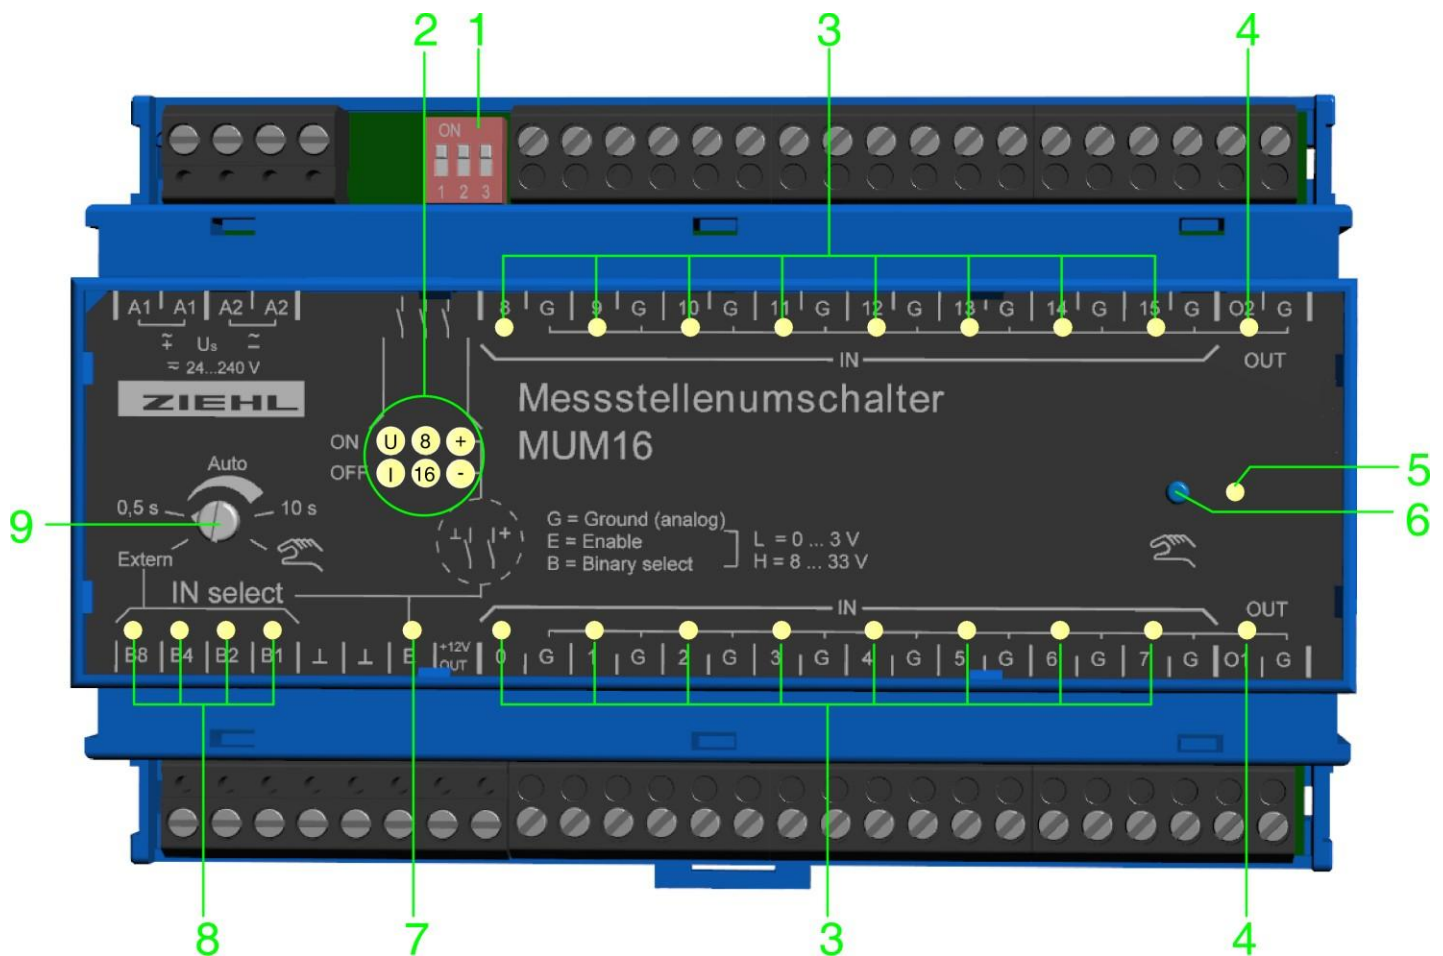 2 1 3 4
ON
1 2 3
A1 A1 A2 A2
Us
24...240 V
8 G 9 G 10 G 11 G 12 G 13 G 14 G 15 G O2 G
IN OUT
ZIEHL
Messstellenumschalter
MUM16
ON U 8 +
OFF I 16 -
Auto
0,5 s 10 s
Extern
9
5
6
G = Ground (analog)
E = Enable
B = Binary select
L = 0 ... 3 V
H = 8 ... 33 V
⊥ +
IN select
IN OUT
B8 B4 B2 B1 ⊥ ⊥ E +12V OUT 0 G 1 G 2 G 3 G 4 G 5 G 6 G 7 G O1 G
8 7 3 4